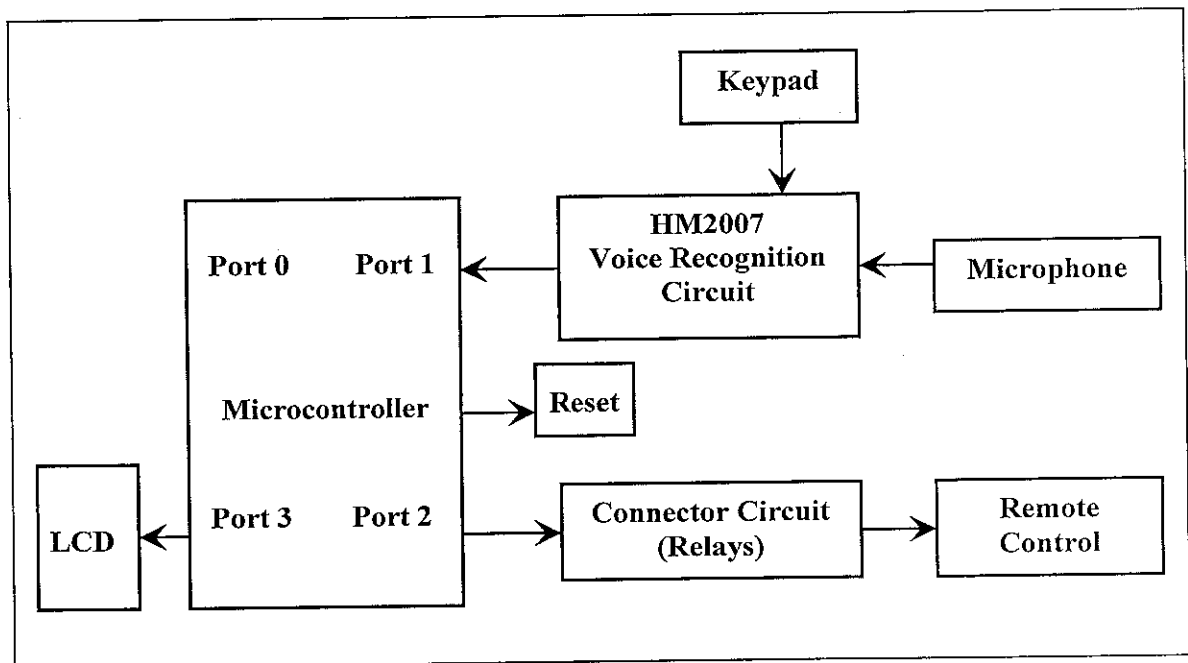 Keypad
HM2007
Voice Recognition
Circuit
Microphone
Port 0 Port 1
Microcontroller
Reset
Port 3 Port 2
LCD
Connector Circuit
(Relays)
Remote
Control